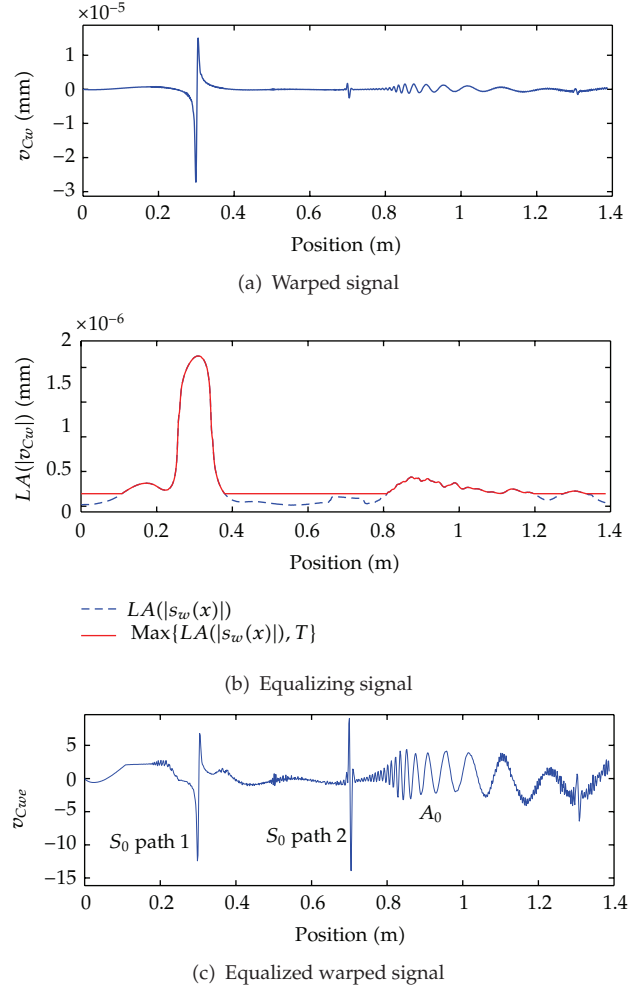 ×10⁻⁵
1
0
−1
−2
−3
v_Cw (mm)
0 0.2 0.4 0.6 0.8 1 1.2 1.4
Position (m)
(a) Warped signal
×10⁻⁶
2
1.5
1
0.5
0
LA(|v_Cw|) (mm)
0 0.2 0.4 0.6 0.8 1 1.2 1.4
Position (m)
LA(|s_w(x)|)
Max{LA(|s_w(x)|), T}
(b) Equalizing signal
5
0
−5
−10
−15
v_Cwe
S₀ path 1
S₀ path 2
A₀
0 0.2 0.4 0.6 0.8 1 1.2 1.4
Position (m)
(c) Equalized warped signal